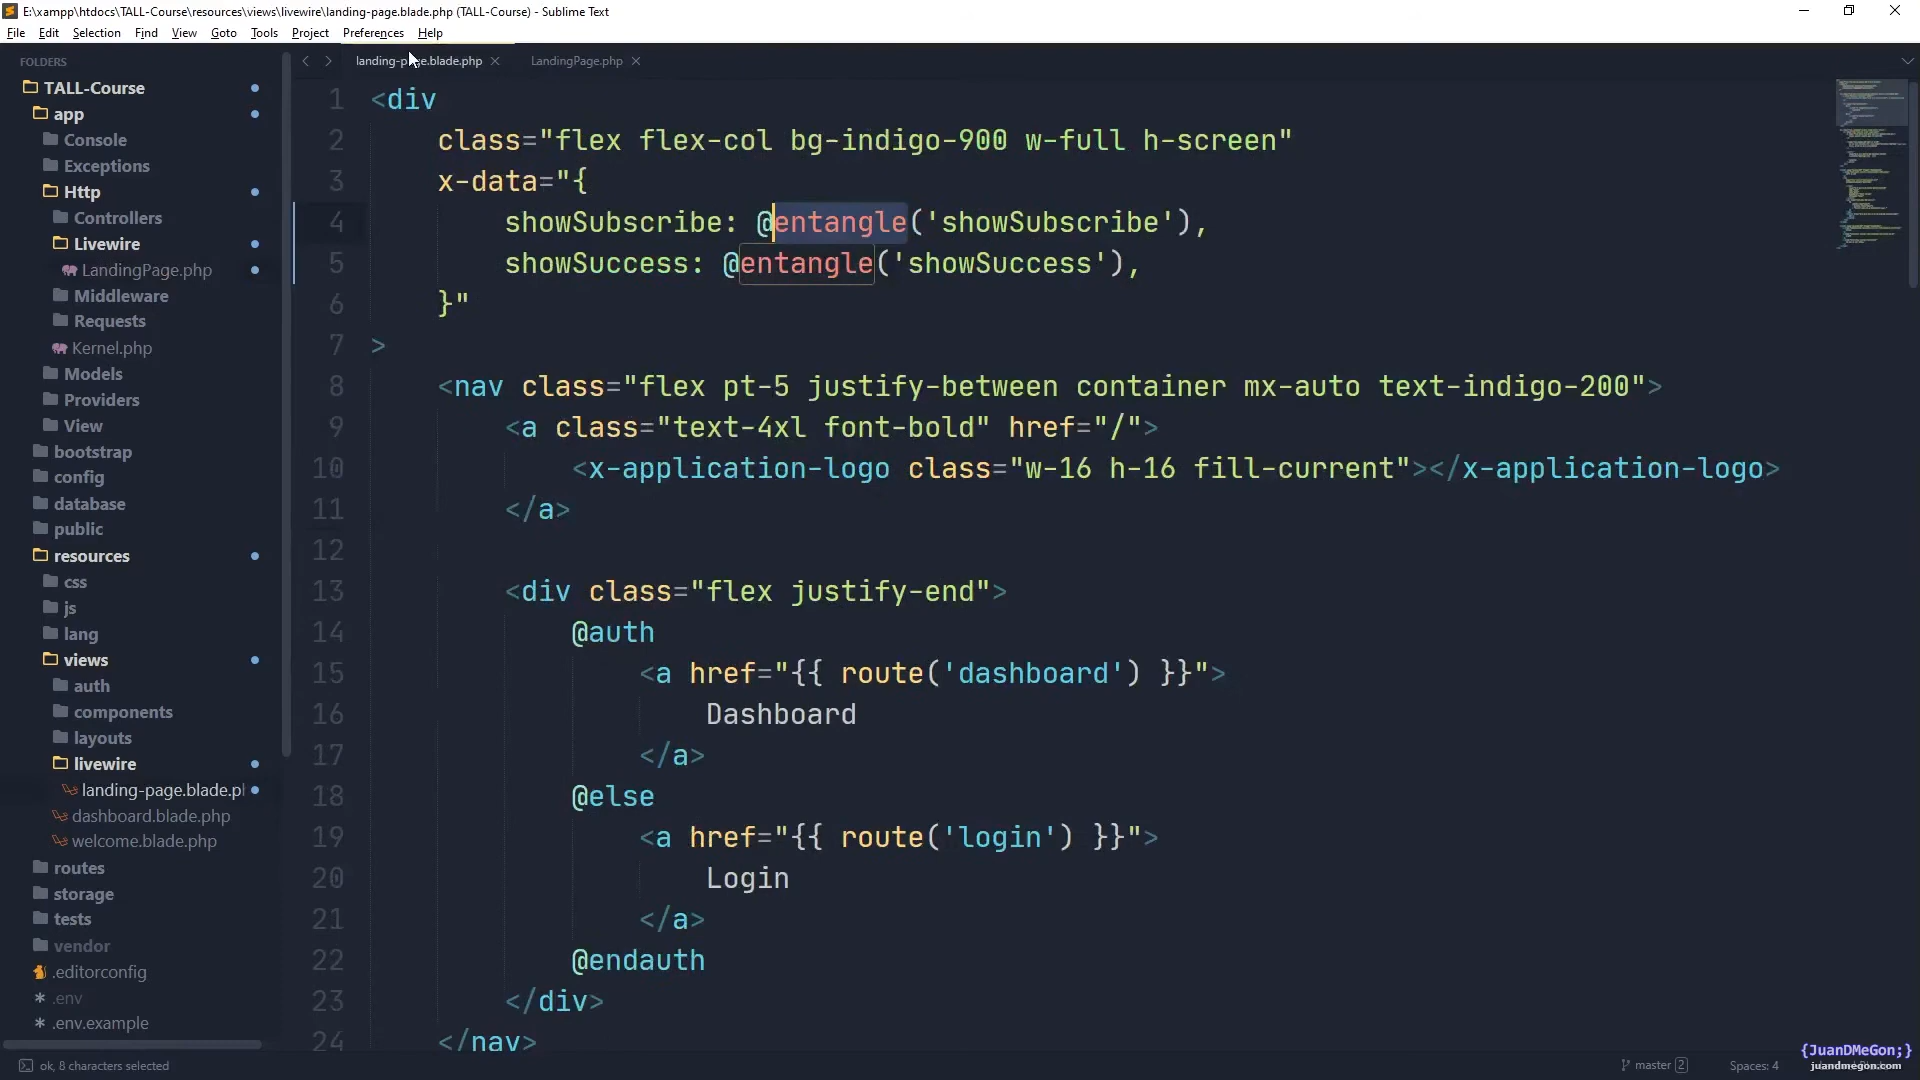 E:\xampp\htdocs\TALL-Course\resources\views\livewire\landing-page.blade.php (TALL-Course) - Sublime Text
File Edit Selection Find View Goto Tools Project Preferences Help
FOLDERS
TALL-Course
app
Console
Exceptions
Http
Controllers
Livewire
LandingPage.php
Middleware
Requests
Kernel.php
Models
Providers
View
bootstrap
config
database
public
resources
css
js
lang
views
auth
components
layouts
livewire
landing-page.blade.pl
dashboard.blade.php
welcome.blade.php
routes
storage
tests
vendor
.editorconfig
.env
.env.example
landing-page.blade.php LandingPage.php
1 <div
2 class="flex flex-col bg-indigo-900 w-full h-screen"
3 x-data="{
4 showSubscribe: @entangle('showSubscribe'),
5 showSuccess: @entangle('showSuccess'),
6 }"
7 >
8 <nav class="flex pt-5 justify-between container mx-auto text-indigo-200">
9 <a class="text-4xl font-bold" href="/">
10 <x-application-logo class="w-16 h-16 fill-current"></x-application-logo>
11 </a>
12
13 <div class="flex justify-end">
14 @auth
15 <a href="{{ route('dashboard') }}">
16 Dashboard
17 </a>
18 @else
19 <a href="{{ route('login') }}">
20 Login
21 </a>
22 @endauth
23 </div>
24 </nav>
ok, 8 characters selected
master 2
Spaces: 4
{JuanDMeGon;}
juandmegon.com